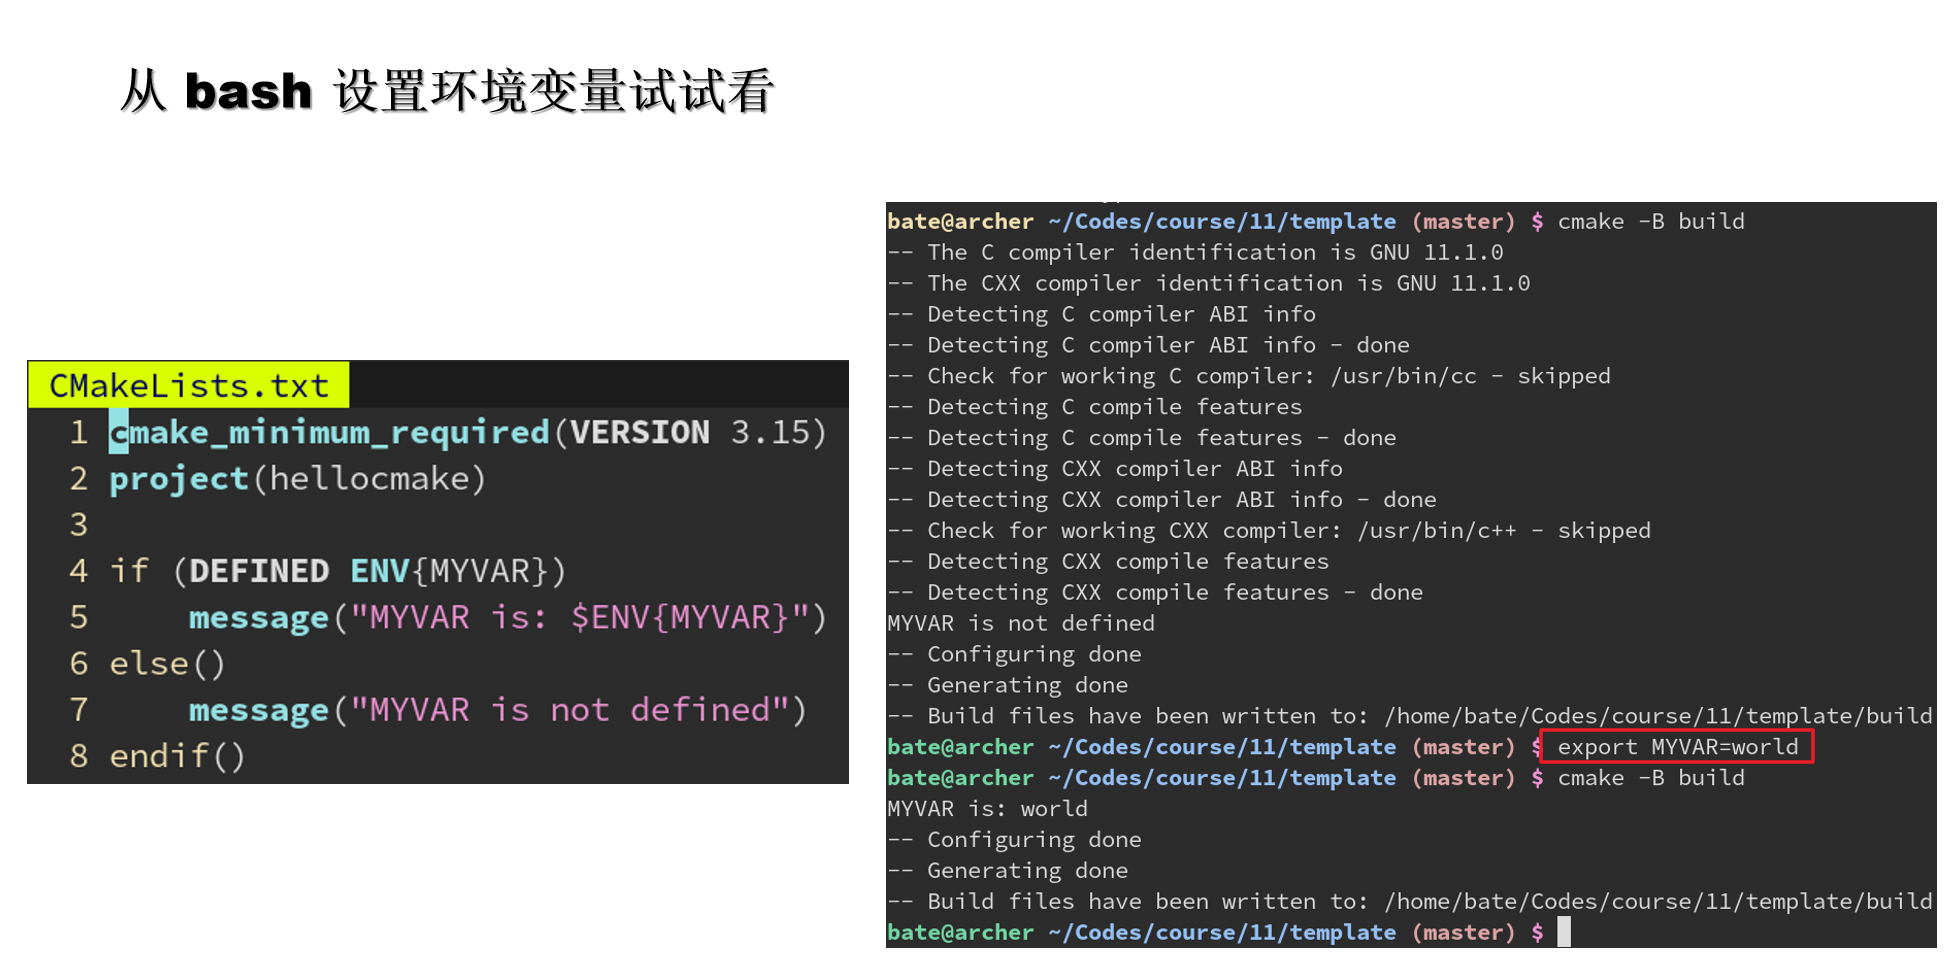 从 bash 设置环境变量试试看
CMakeLists.txt
1 cmake_minimum_required(VERSION 3.15)
2 project(hellocmake)
3
4 if (DEFINED ENV{MYVAR})
5     message("MYVAR is: $ENV{MYVAR}")
6 else()
7     message("MYVAR is not defined")
8 endif()
bate@archer ~/Codes/course/11/template (master) $ cmake -B build
-- The C compiler identification is GNU 11.1.0
-- The CXX compiler identification is GNU 11.1.0
-- Detecting C compiler ABI info
-- Detecting C compiler ABI info - done
-- Check for working C compiler: /usr/bin/cc - skipped
-- Detecting C compile features
-- Detecting C compile features - done
-- Detecting CXX compiler ABI info
-- Detecting CXX compiler ABI info - done
-- Check for working CXX compiler: /usr/bin/c++ - skipped
-- Detecting CXX compile features
-- Detecting CXX compile features - done
MYVAR is not defined
-- Configuring done
-- Generating done
-- Build files have been written to: /home/bate/Codes/course/11/template/build
bate@archer ~/Codes/course/11/template (master) $ export MYVAR=world
bate@archer ~/Codes/course/11/template (master) $ cmake -B build
MYVAR is: world
-- Configuring done
-- Generating done
-- Build files have been written to: /home/bate/Codes/course/11/template/build
bate@archer ~/Codes/course/11/template (master) $